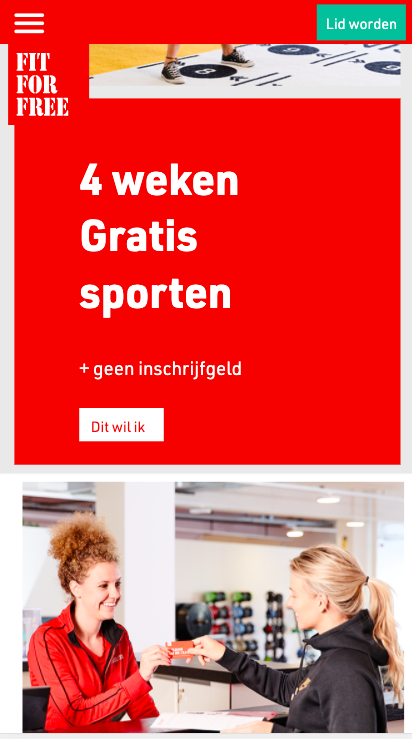 Lid worden
FIT
FOR
FREE
4 weken
Gratis
sporten
+ geen inschrijfgeld
Dit wil ik